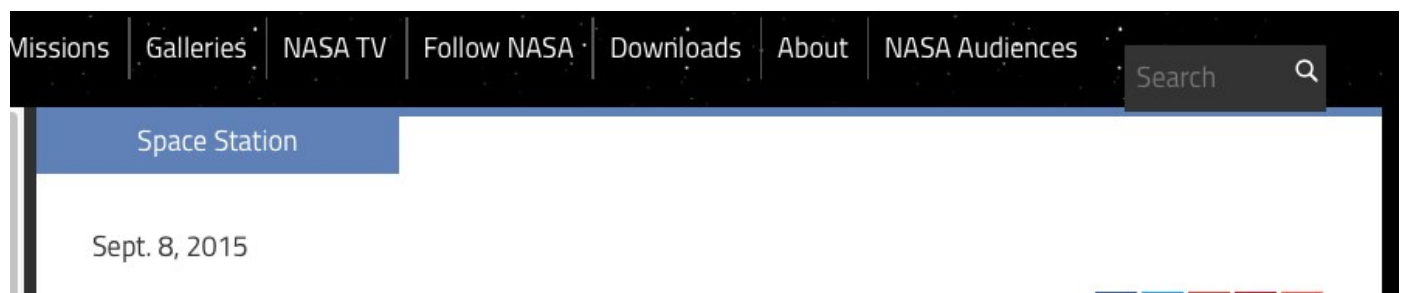 Missions Galleries NASA TV Follow NASA Downloads About NASA Audiences
Search
Space Station
Sept. 8, 2015